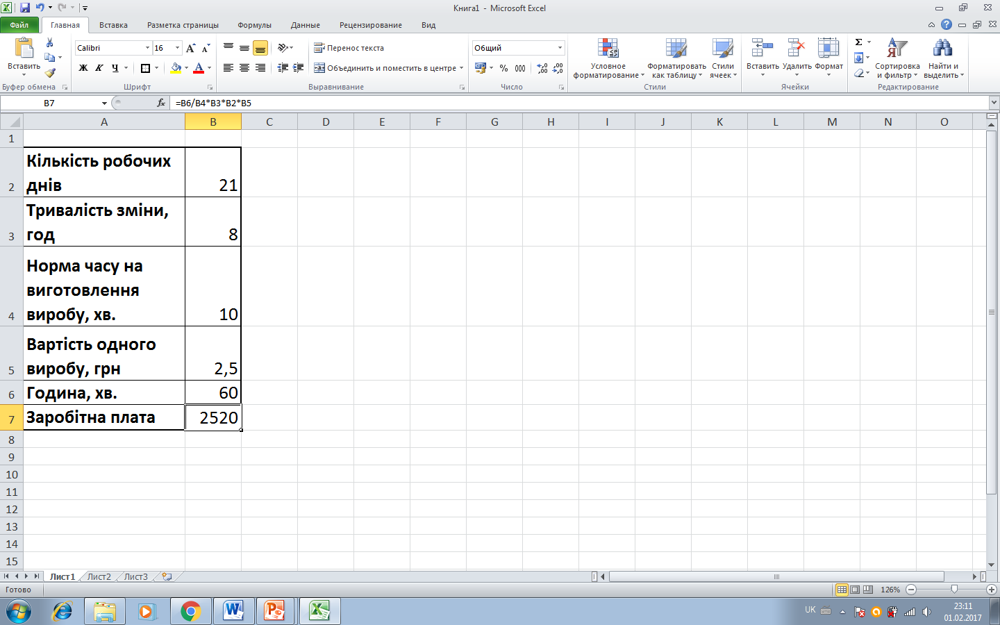 Книга1 - Microsoft Excel
Файл Главная Вставка Разметка страницы Формулы Данные Рецензирование Вид
Вставить
Буфер обмена
Calibri 16
Ж К Ч
Шрифт
Перенос текста
Объединить и поместить в центре
Выравнивание
Общий
% 000
Число
Условное форматирование
Форматировать как таблицу
Стили ячеек
Стили
Вставить Удалить Формат
Ячейки
Сортировка и фильтр
Найти и выделить
Редактирование
B7 fx =B6/B4*B3*B2*B5
A B C D E F G H I J K L M N O
1
2 Кількість робочих
днів 21
3 Тривалість зміни,
год 8
4 Норма часу на
виготовлення
виробу, хв. 10
5 Вартість одного
виробу, грн 2,5
6 Година, хв. 60
7 Заробітна плата 2520
8
9
10
11
12
13
14
15
Лист1 Лист2 Лист3
Готово 126%
UK 23:11
01.02.2017